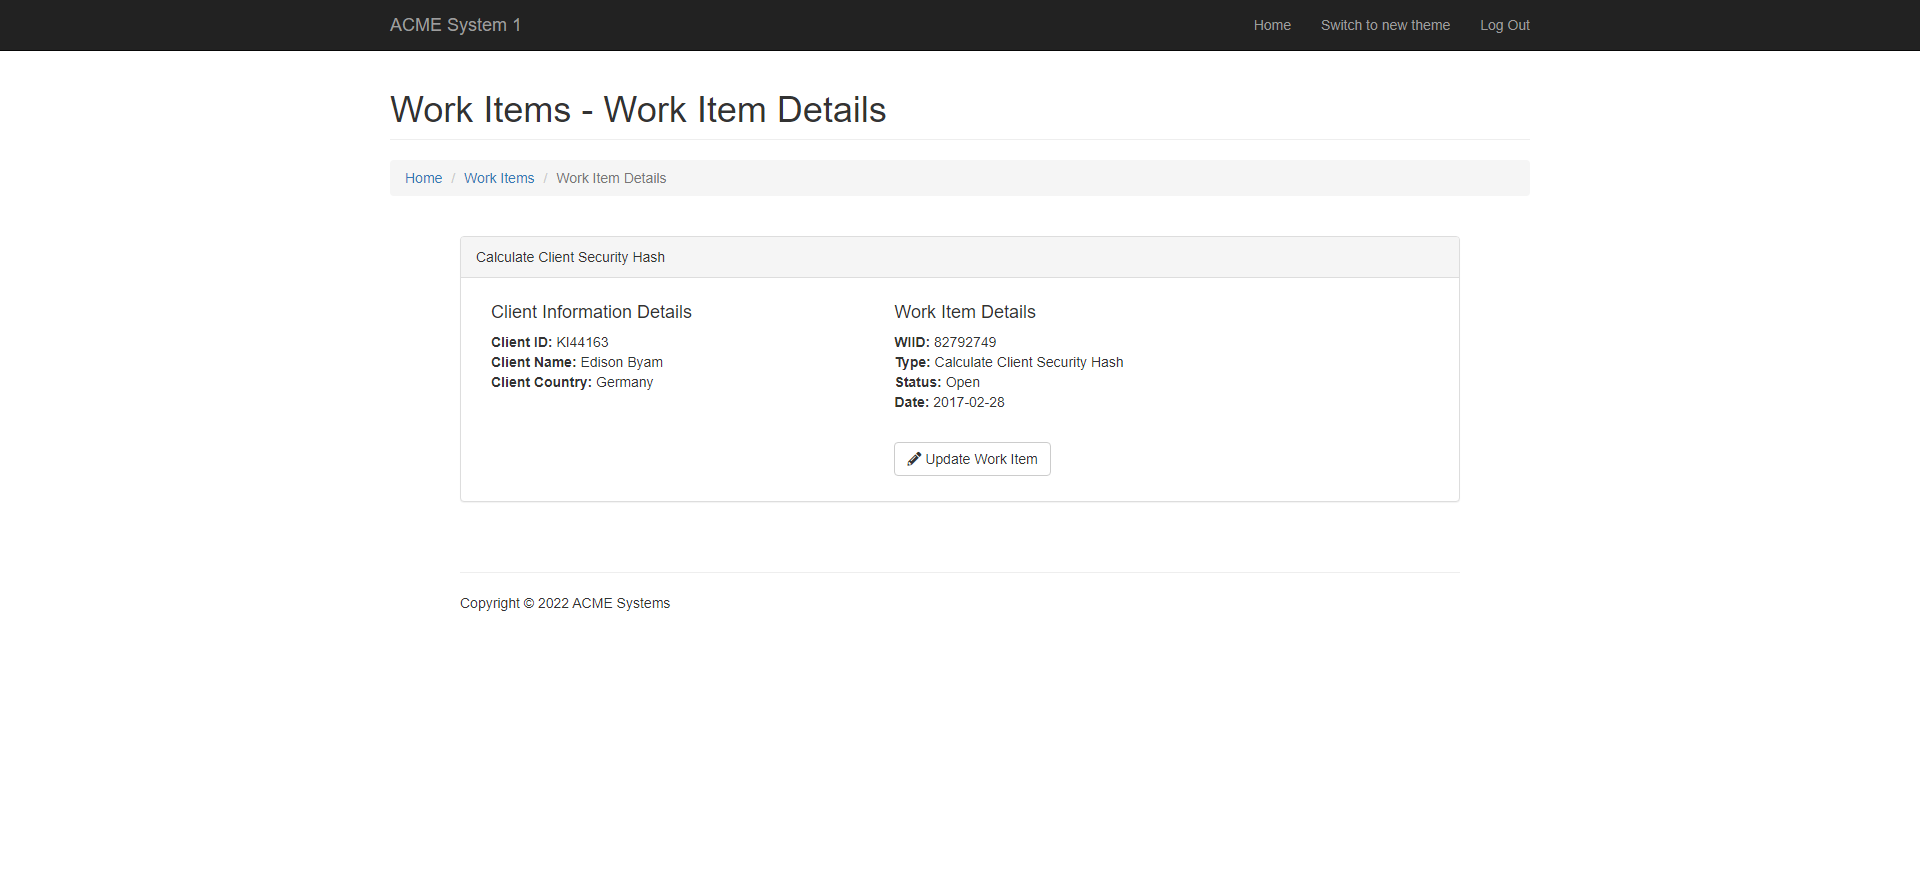 ACME System 1 Home Switch to new theme Log Out
Work Items - Work Item Details
Home / Work Items / Work Item Details
Calculate Client Security Hash
Client Information Details
Client ID: KI44163
Client Name: Edison Byam
Client Country: Germany
Work Item Details
WIID: 82792749
Type: Calculate Client Security Hash
Status: Open
Date: 2017-02-28
Update Work Item
Copyright © 2022 ACME Systems